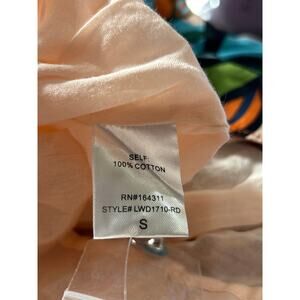 SELF:
100% COTTON
RN#164311
STYLE# LWD1710-RD
S